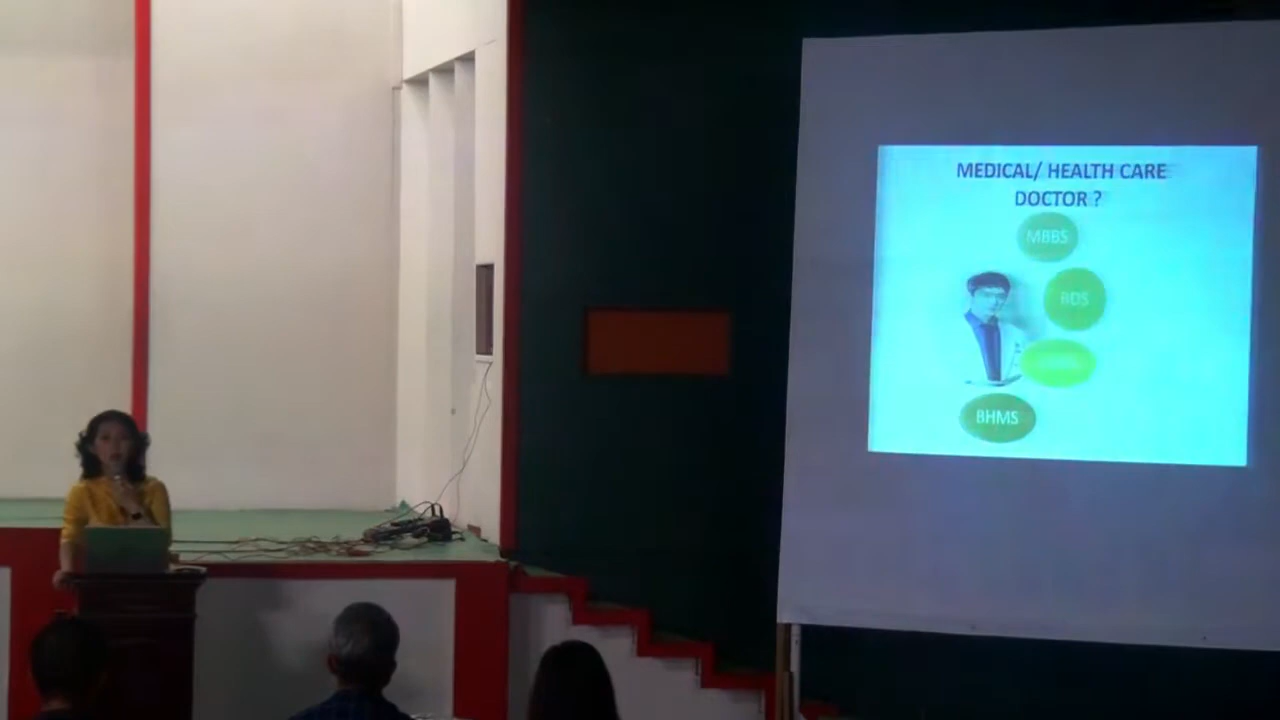 MEDICAL/ HEALTH CARE
DOCTOR ?
MBBS
BDS
BHMS